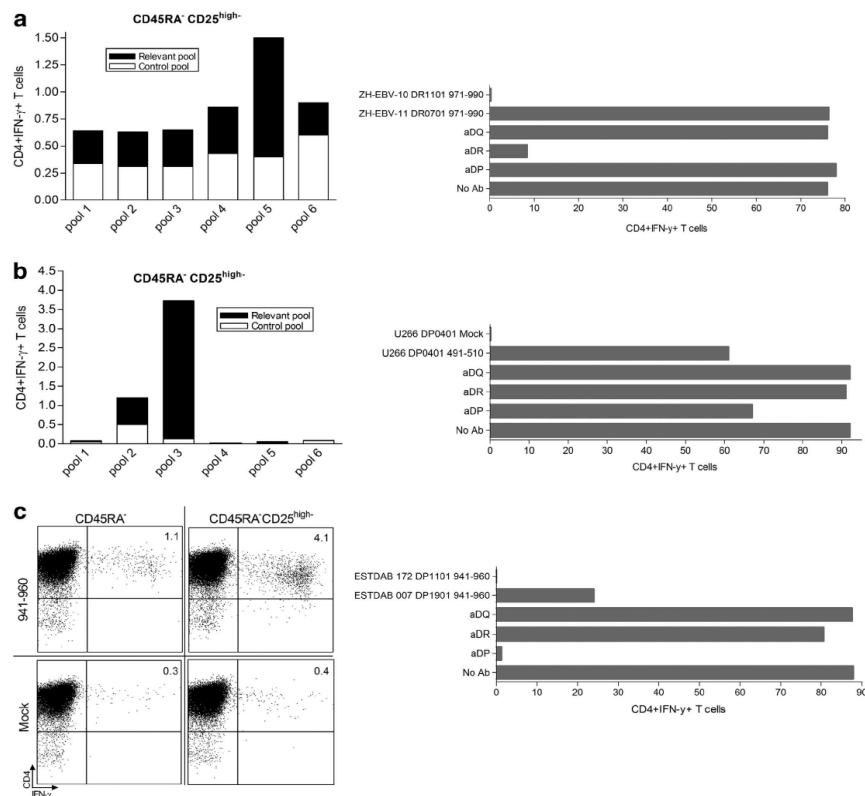 a
CD45RA⁻ CD25ʰⁱᵍʰ⁻
Relevant pool
Control pool
CD4+IFN-γ+ T cells
1.50
1.25
1.00
0.75
0.50
0.25
0.00
pool 1
pool 2
pool 3
pool 4
pool 5
pool 6
ZH-EBV-10 DR1101 971-990
ZH-EBV-11 DR0701 971-990
aDQ
aDR
aDP
No Ab
0 10 20 30 40 50 60 70 80
CD4+IFN-y+ T cells
b
CD45RA⁻ CD25ʰⁱᵍʰ⁻
Relevant pool
Control pool
CD4+IFN-γ+ T cells
4.5
4.0
3.5
3.0
2.5
2.0
1.5
1.0
0.5
0.0
pool 1
pool 2
pool 3
pool 4
pool 5
pool 6
U266 DP0401 Mock
U266 DP0401 491-510
aDQ
aDR
aDP
No Ab
0 10 20 30 40 50 60 70 80 90
CD4+IFN-y+ T cells
c
CD45RA⁻
CD45RA⁻CD25ʰⁱᵍʰ⁻
941-960
1.1
4.1
Mock
0.3
0.4
CD4
IFN-γ
ESTDAB 172 DP1101 941-960
ESTDAB 007 DP1901 941-960
aDQ
aDR
aDP
No Ab
0 10 20 30 40 50 60 70 80 90
CD4+IFN-y+ T cells